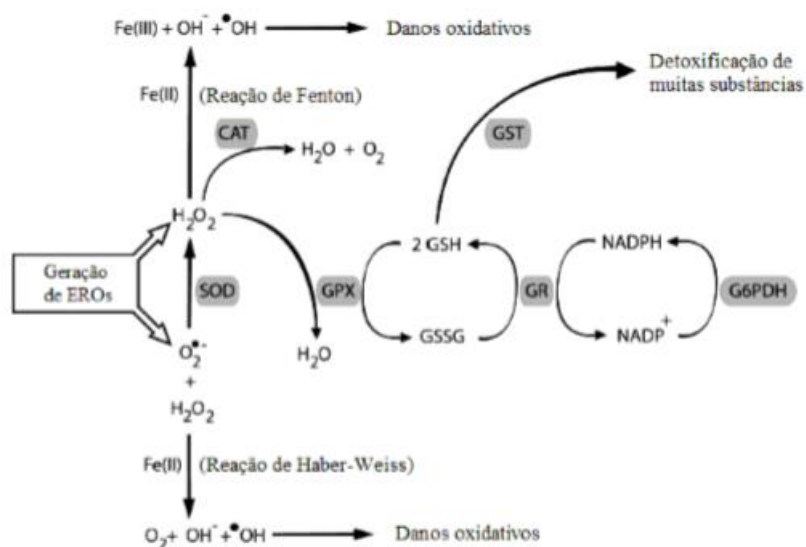 Fe(III) + OH⁻ + •OH
Danos oxidativos
Detoxificação de
muitas substâncias
Fe(II)
(Reação de Fenton)
CAT
H₂O + O₂
GST
H₂O₂
2 GSH
NADPH
Geração
de EROs
SOD
GPX
GR
G6PDH
GSSG
NADP⁺
O₂•⁻
H₂O
+
H₂O₂
Fe(II)
(Reação de Haber-Weiss)
O₂+ OH⁻ + •OH
Danos oxidativos